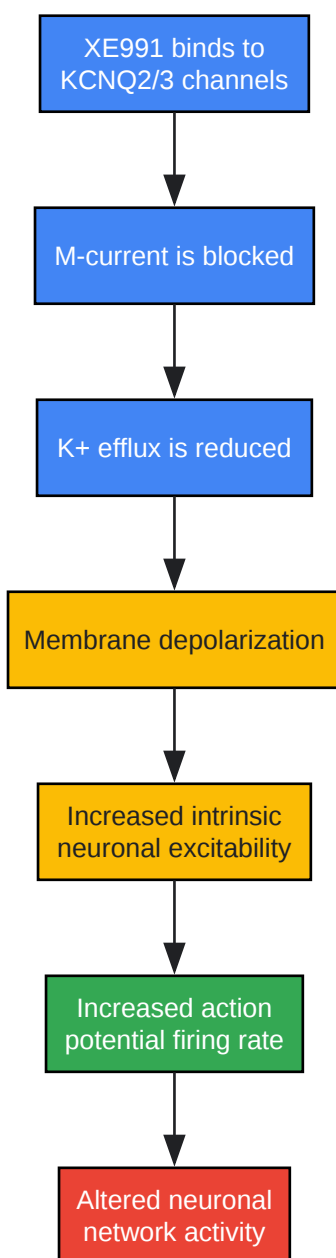 XE991 binds to
KCNQ2/3 channels
M-current is blocked
K+ efflux is reduced
Membrane depolarization
Increased intrinsic
neuronal excitability
Increased action
potential firing rate
Altered neuronal
network activity